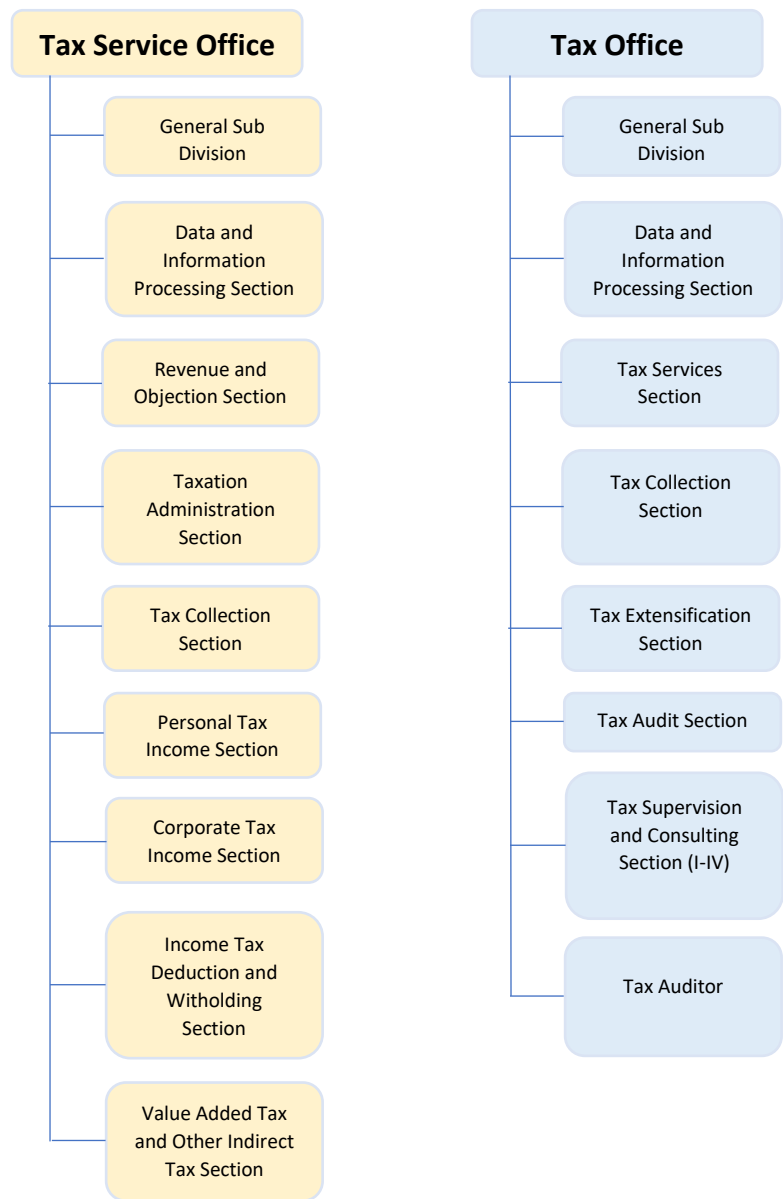 Tax Service Office
General Sub
Division
Data and
Information
Processing Section
Revenue and
Objection Section
Taxation
Administration
Section
Tax Collection
Section
Personal Tax
Income Section
Corporate Tax
Income Section
Income Tax
Deduction and
Witholding
Section
Value Added Tax
and Other Indirect
Tax Section
Tax Office
General Sub
Division
Data and
Information
Processing Section
Tax Services
Section
Tax Collection
Section
Tax Extensification
Section
Tax Audit Section
Tax Supervision
and Consulting
Section (I-IV)
Tax Auditor